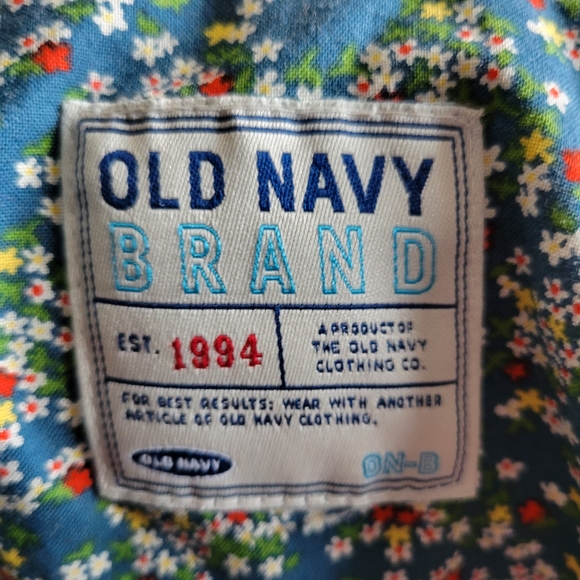 OLD NAVY
BRAND
EST. 1994
A PRODUCT OF
THE OLD NAVY
CLOTHING CO.
FOR BEST RESULTS: WEAR WITH ANOTHER
ARTICLE OF OLD NAVY CLOTHING.
OLD NAVY
ON-B